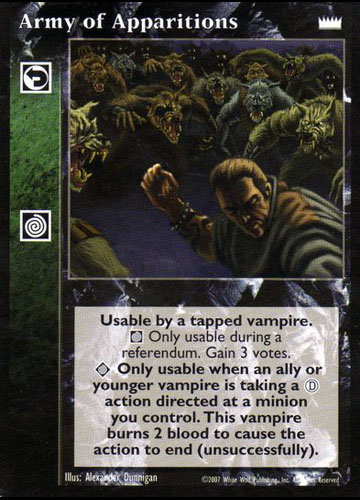 Army of Apparitions
Usable by a tapped vampire.
Only usable during a
referendum. Gain 3 votes.
Only usable when an ally or
younger vampire is taking a Ⓓ
action directed at a minion
you control. This vampire
burns 2 blood to cause the
action to end (unsuccessfully).
Illus: Alexander Dunnigan ©2007 White Wolf Publishing, Inc. All Rights Reserved